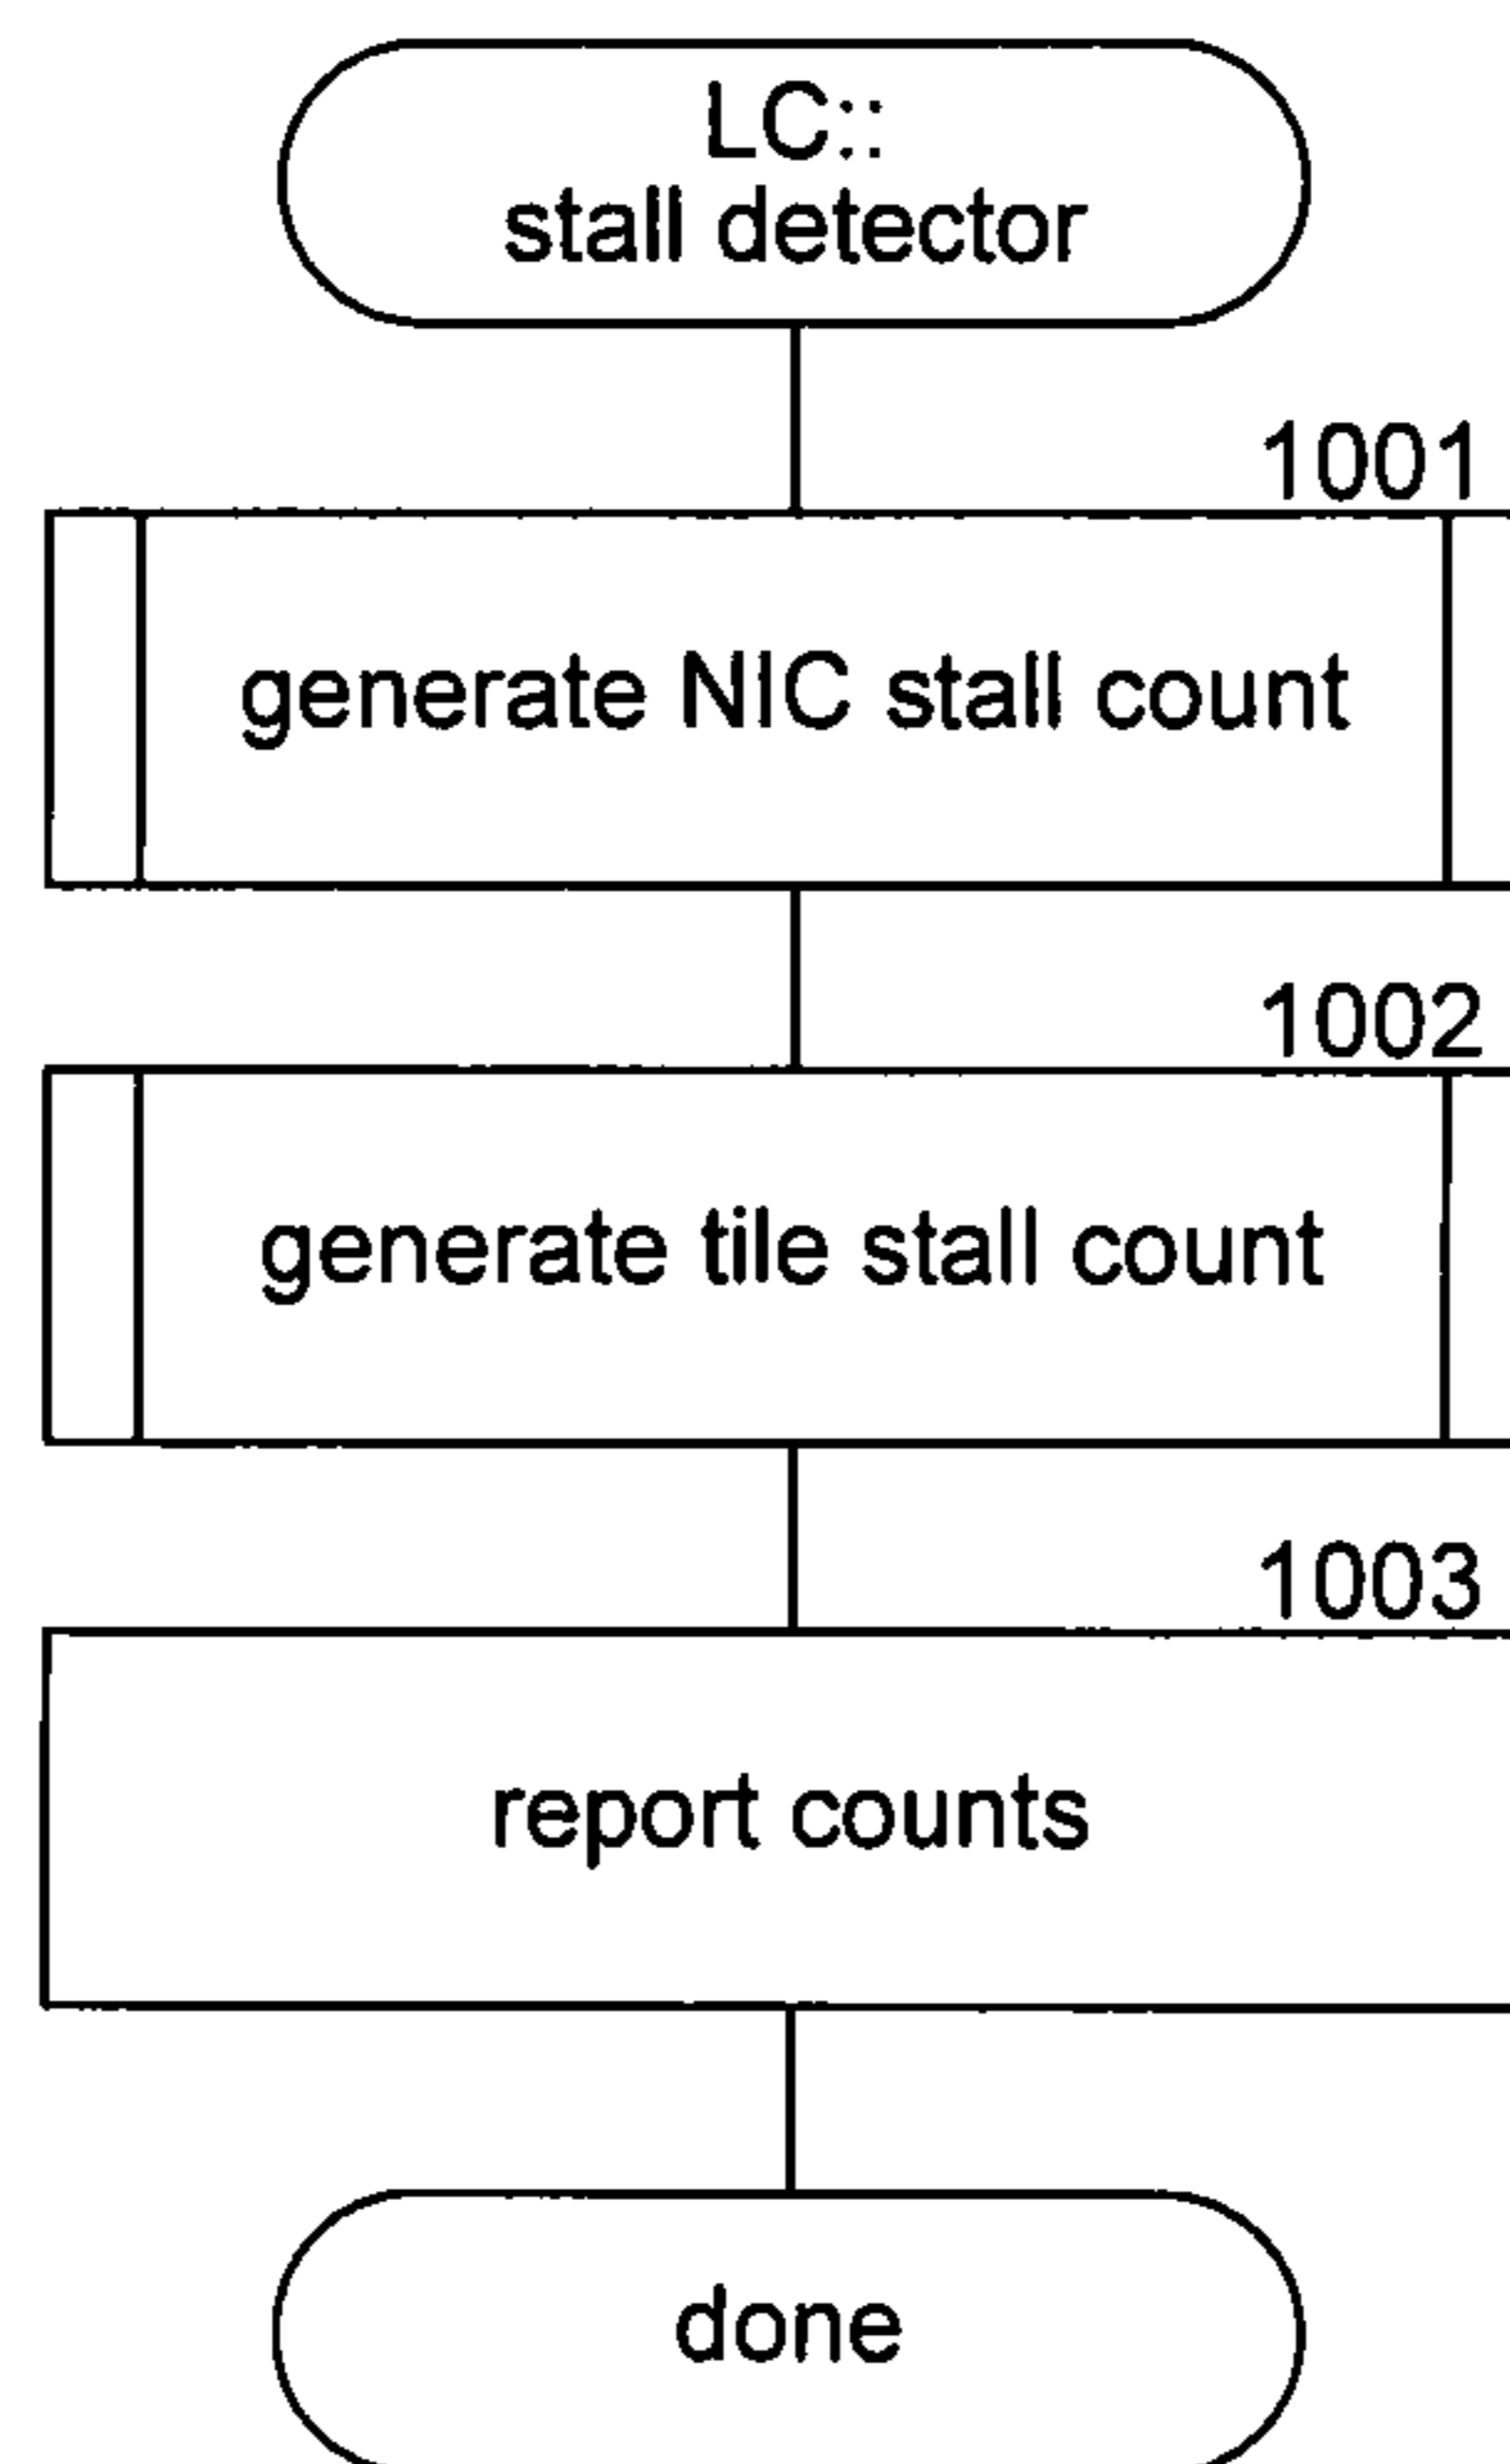 LC::
stall detector
1001
generate NIC stall count
1002
generate tile stall count
1003
report counts
done